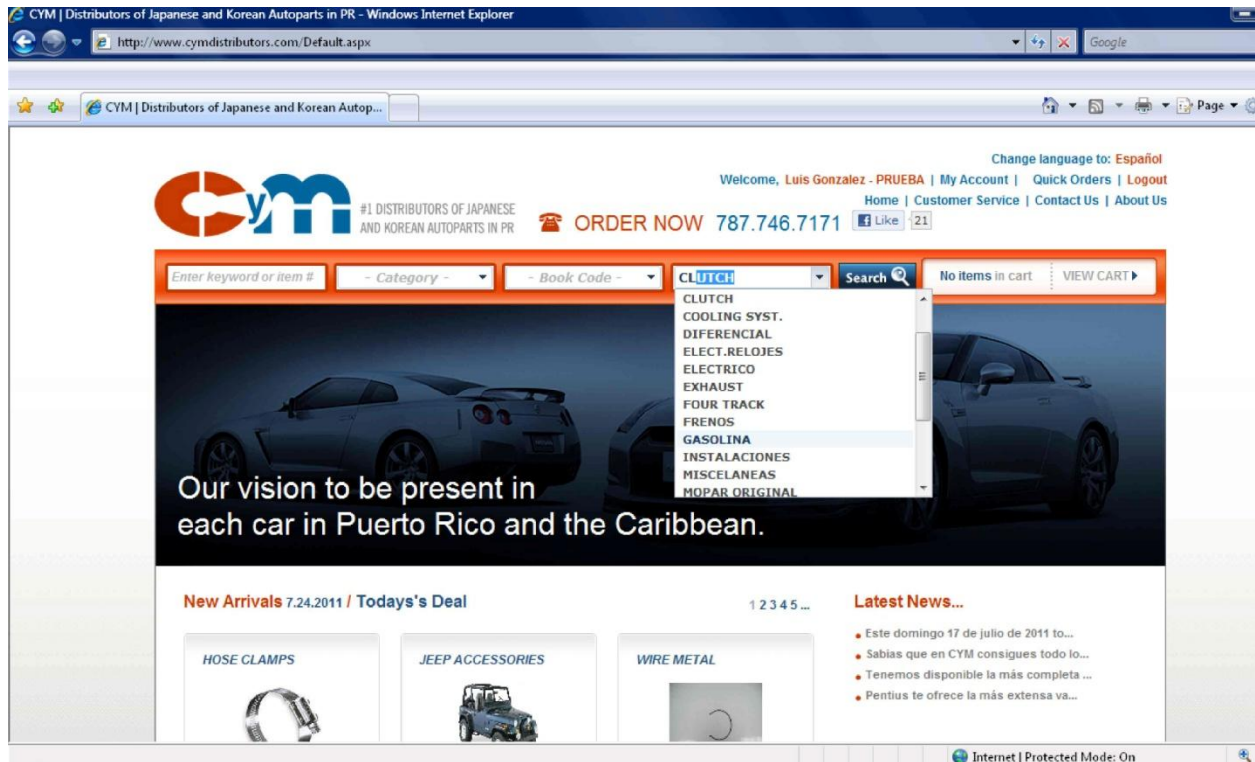 CYM | Distributors of Japanese and Korean Autoparts in PR - Windows Internet Explorer
http://www.cymdistributors.com/Default.aspx
Google
CYM | Distributors of Japanese and Korean Autop...
Page
Change language to: Español
Welcome, Luis Gonzalez - PRUEBA | My Account | Quick Orders | Logout
Home | Customer Service | Contact Us | About Us
CyM
#1 DISTRIBUTORS OF JAPANESE
AND KOREAN AUTOPARTS IN PR
ORDER NOW 787.746.7171
Like 21
Enter keyword or item #
- Category -
- Book Code -
CLUTCH
Search
No items in cart
VIEW CART
CLUTCH
COOLING SYST.
DIFERENCIAL
ELECT.RELOJES
ELECTRICO
EXHAUST
FOUR TRACK
FRENOS
GASOLINA
INSTALACIONES
MISCELANEAS
MOPAR ORIGINAL
Our vision to be present in
each car in Puerto Rico and the Caribbean.
New Arrivals 7.24.2011 / Todays's Deal
1 2 3 4 5 ...
HOSE CLAMPS
JEEP ACCESSORIES
WIRE METAL
Latest News...
Este domingo 17 de julio de 2011 to...
Sabias que en CYM consigues todo lo...
Tenemos disponible la más completa ...
Pentius te ofrece la más extensa va...
Internet | Protected Mode: On